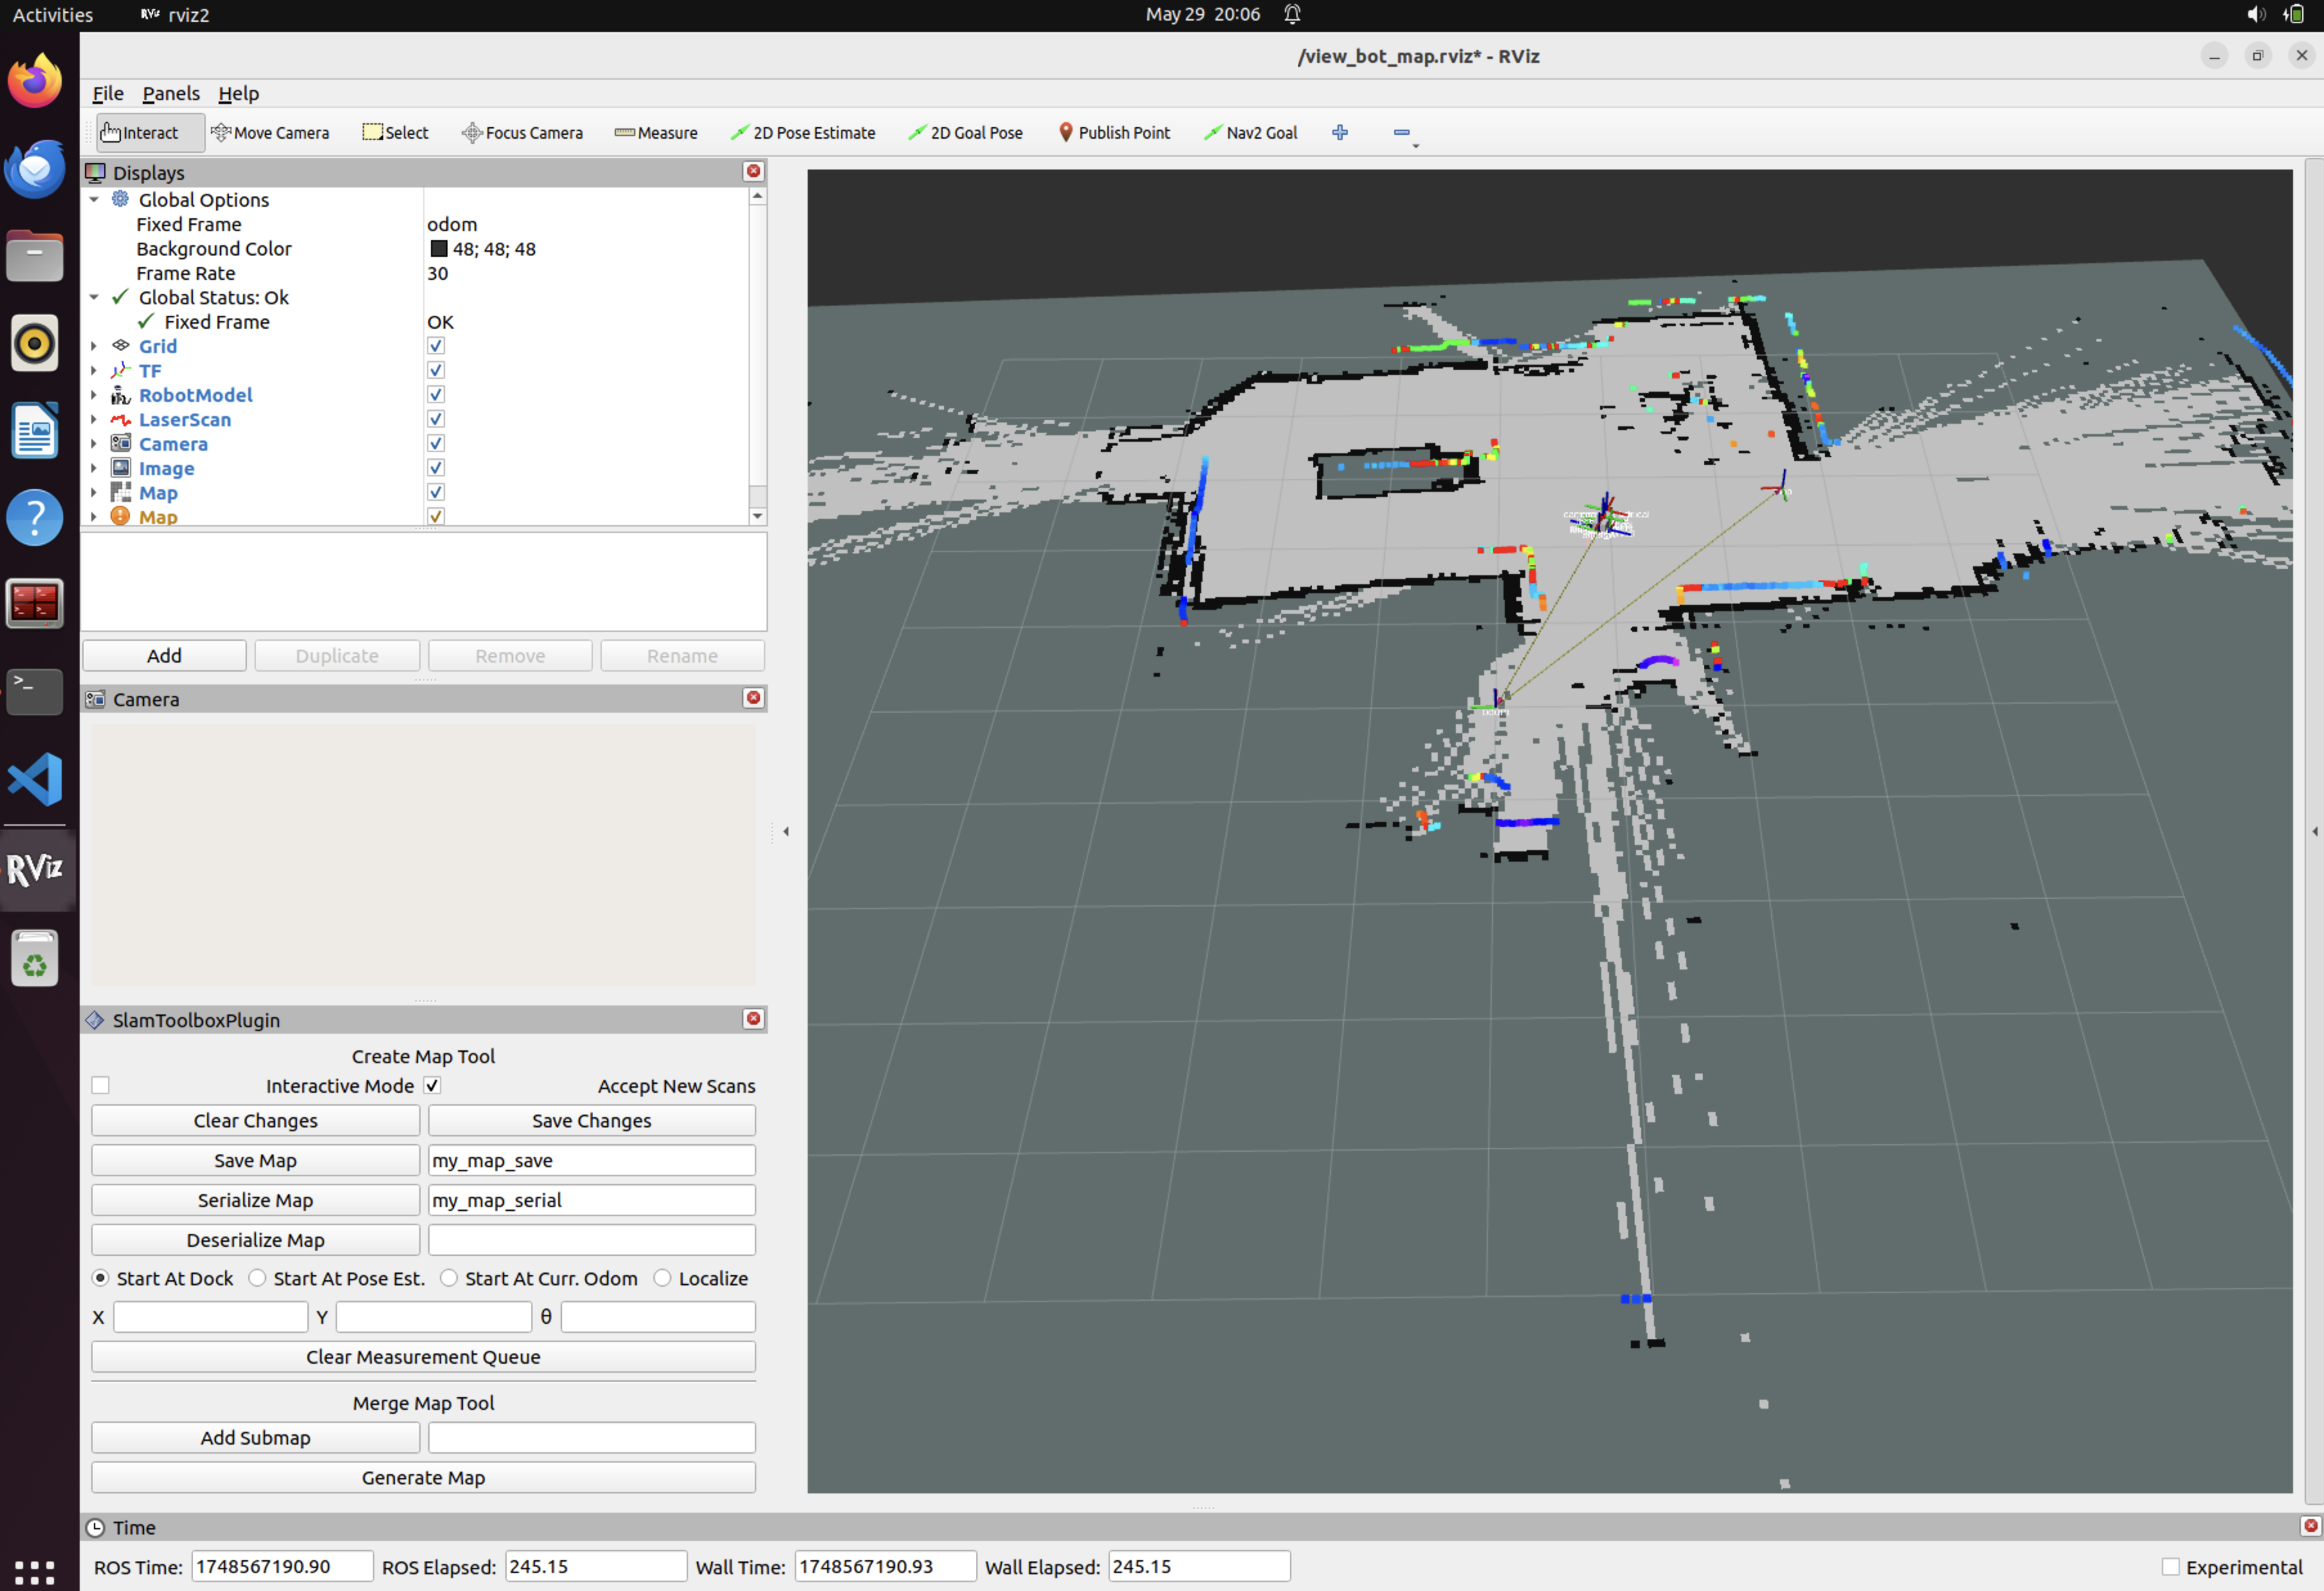 Activities RViz rviz2 May 29 20:06
/view_bot_map.rviz* - RViz
File Panels Help
Interact Move Camera Select Focus Camera Measure 2D Pose Estimate 2D Goal Pose Publish Point Nav2 Goal
Displays
Global Options
Fixed Frame odom
Background Color 48; 48; 48
Frame Rate 30
Global Status: Ok
Fixed Frame OK
Grid
TF
RobotModel
LaserScan
Camera
Image
Map
Map
Add Duplicate Remove Rename
Camera
RViz
SlamToolboxPlugin
Create Map Tool
Interactive Mode Accept New Scans
Clear Changes Save Changes
Save Map my_map_save
Serialize Map my_map_serial
Deserialize Map
Start At Dock Start At Pose Est. Start At Curr. Odom Localize
X Y θ
Clear Measurement Queue
Merge Map Tool
Add Submap
Generate Map
Time
ROS Time: 1748567190.90 ROS Elapsed: 245.15 Wall Time: 1748567190.93 Wall Elapsed: 245.15 Experimental